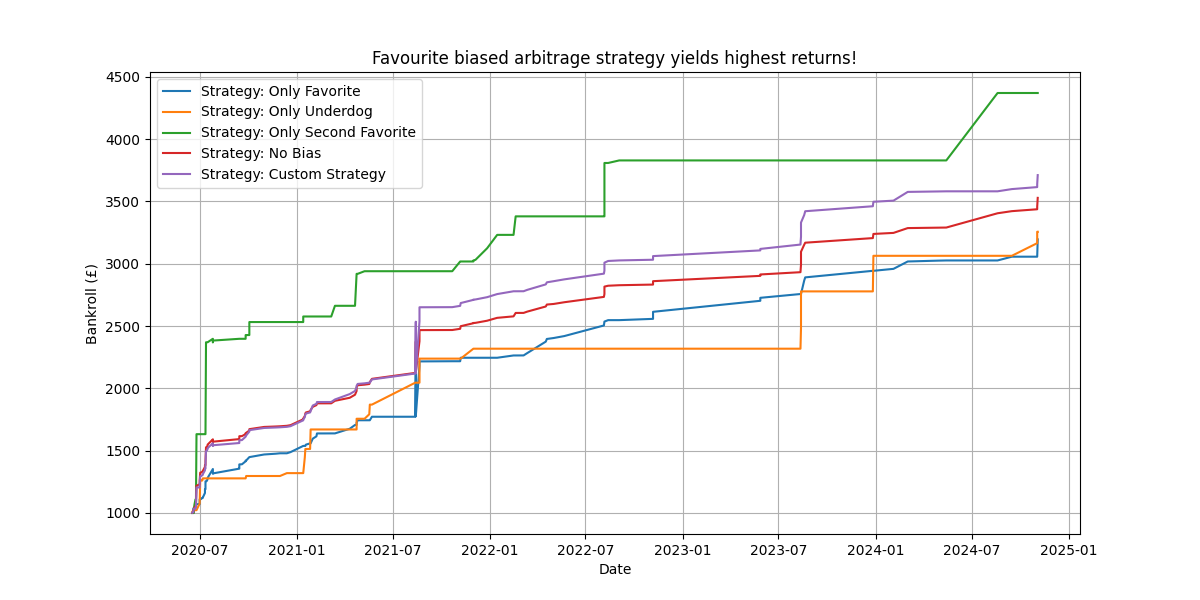 Favourite biased arbitrage strategy yields highest returns!
Strategy: Only Favorite
Strategy: Only Underdog
Strategy: Only Second Favorite
Strategy: No Bias
Strategy: Custom Strategy
Bankroll (£)
4500
4000
3500
3000
2500
2000
1500
1000
2020-07 2021-01 2021-07 2022-01 2022-07 2023-01 2023-07 2024-01 2024-07 2025-01
Date